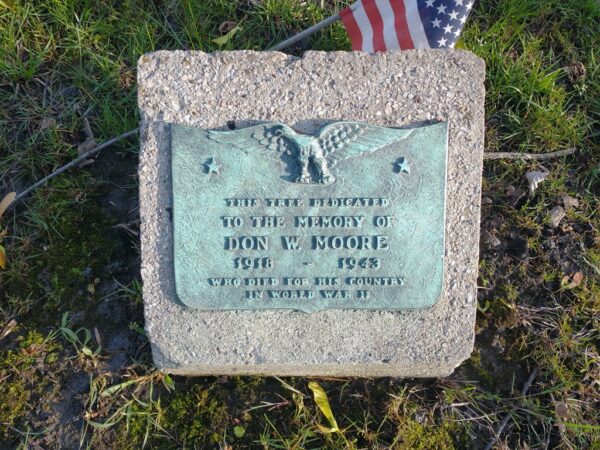 THIS TREE DEDICATED
TO THE MEMORY OF
DON W. MOORE
1918 - 1943
WHO DIED FOR HIS COUNTRY
IN WORLD WAR II